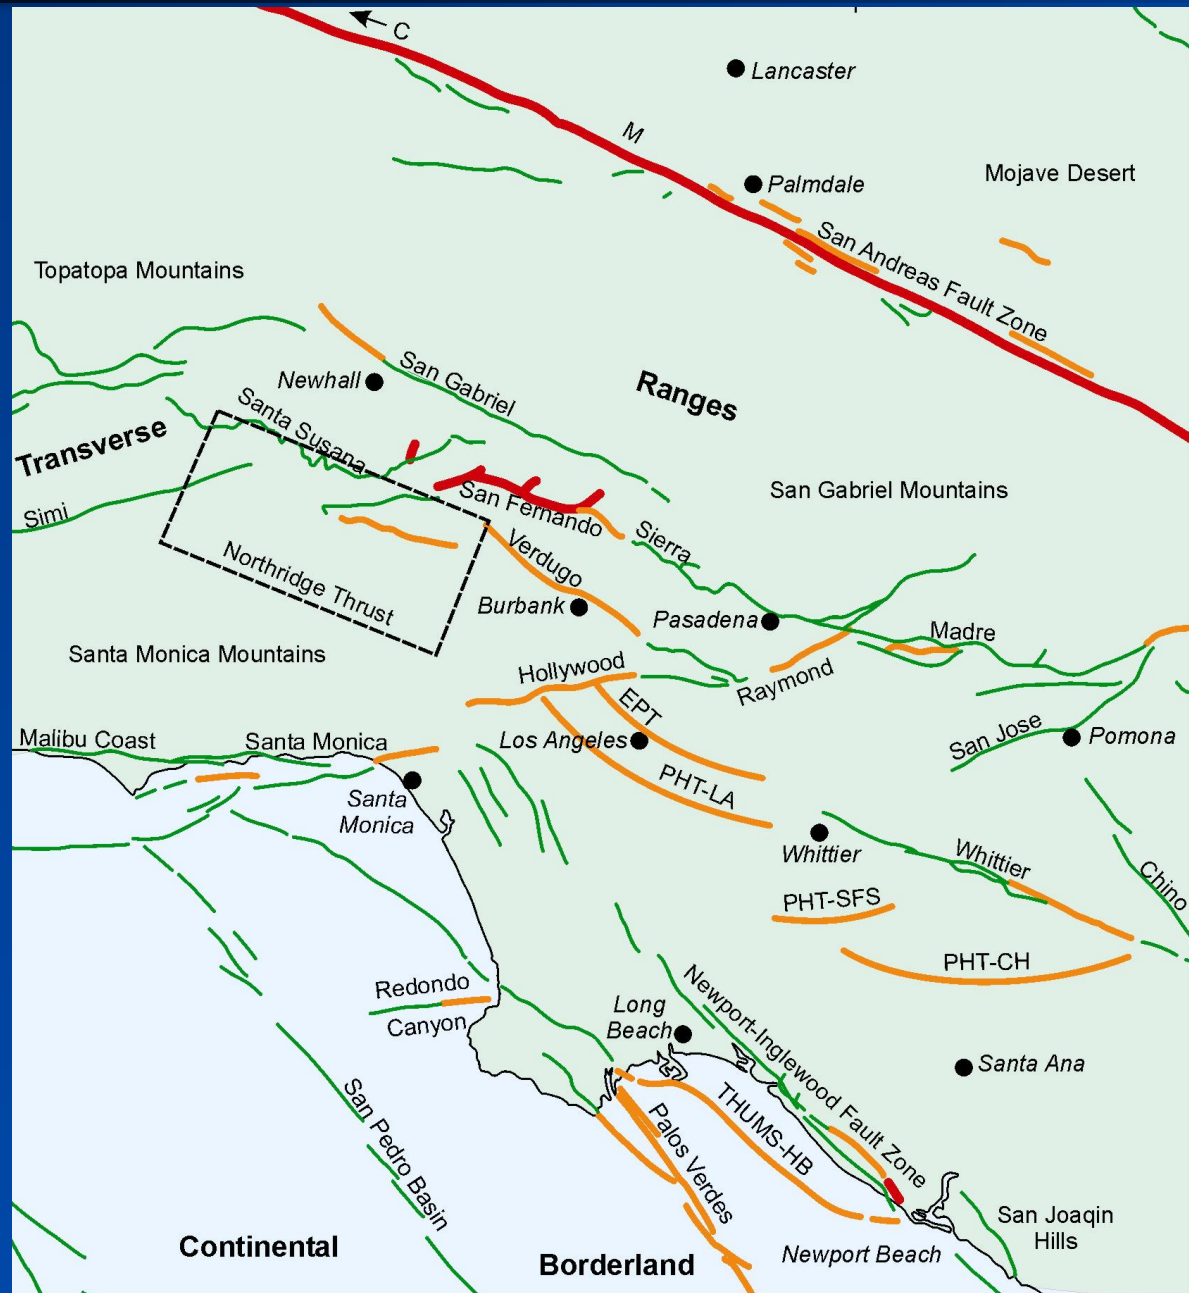 C
Lancaster
M
Mojave Desert
Palmdale
San Andreas Fault Zone
Topatopa Mountains
Newhall
San Gabriel
Ranges
Santa Susana
Transverse
San Gabriel Mountains
Simi
San Fernando
Sierra
Verdugo
Northridge Thrust
Burbank
Pasadena
Madre
Santa Monica Mountains
Hollywood
Raymond
EPT
San Jose
Pomona
Malibu Coast
Santa Monica
Los Angeles
PHT-LA
Santa
Monica
Whittier
Whittier
Chino
PHT-SFS
PHT-CH
Redondo
Canyon
Long
Beach
Newport-Inglewood Fault Zone
Santa Ana
San Pedro Basin
Palos Verdes
THUMS-HB
San Joaqin
Hills
Continental
Borderland
Newport Beach